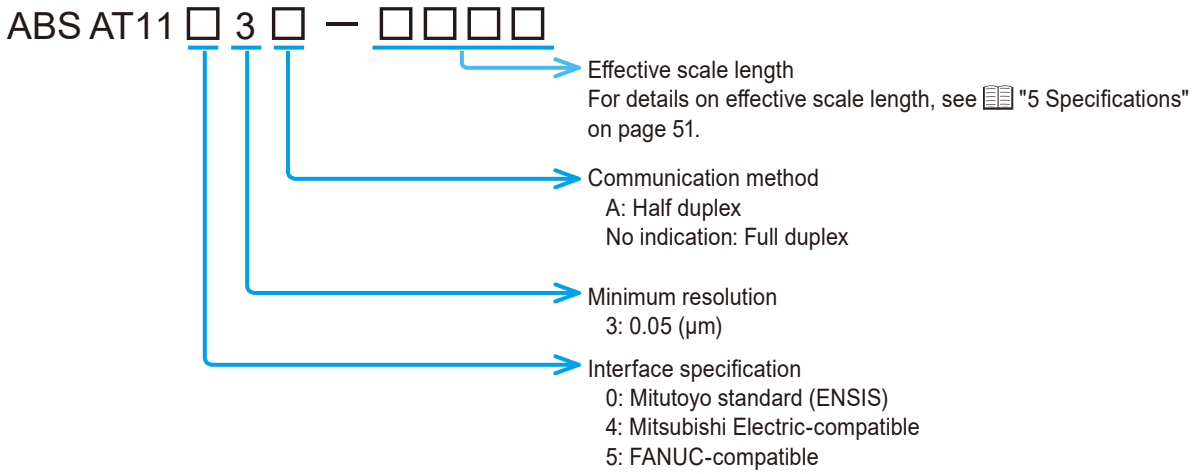 ABS AT11 □ 3 □ － □□□□
Effective scale length
For details on effective scale length, see "5 Specifications"
on page 51.
Communication method
A: Half duplex
No indication: Full duplex
Minimum resolution
3: 0.05 (μm)
Interface specification
0: Mitutoyo standard (ENSIS)
4: Mitsubishi Electric-compatible
5: FANUC-compatible